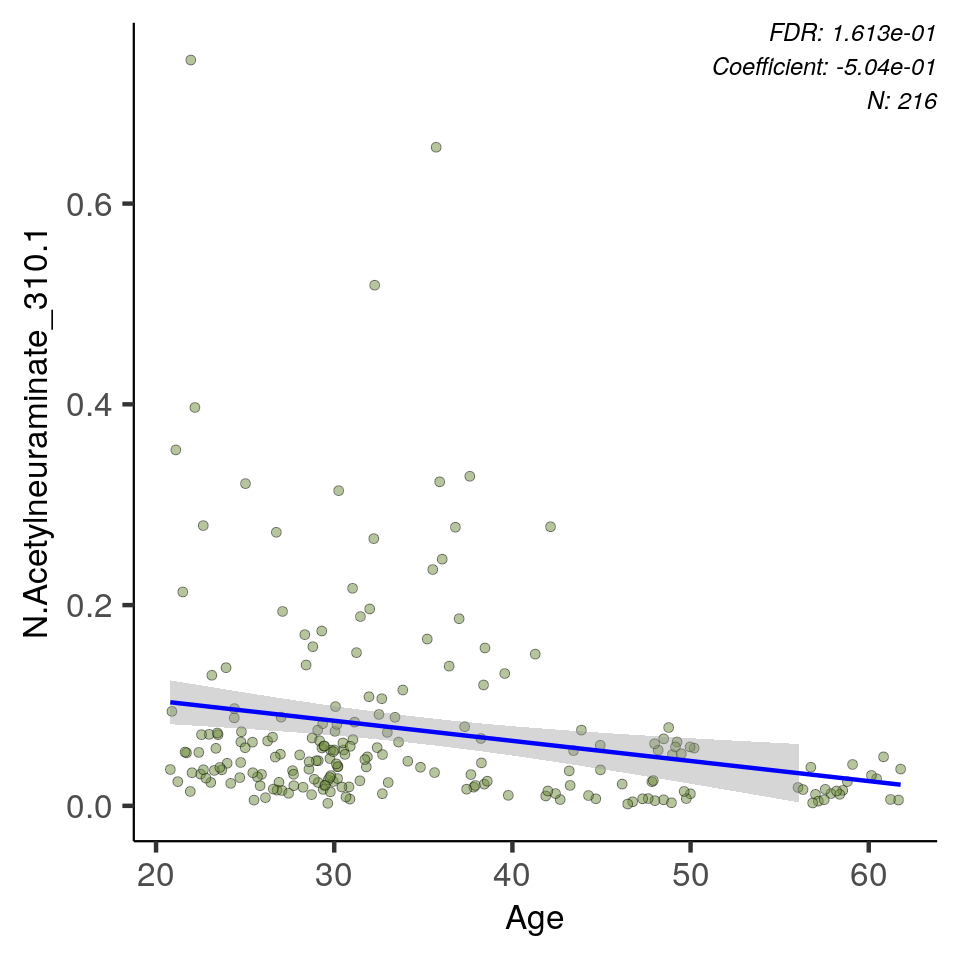 FDR: 1.613e-01
Coefficient: -5.04e-01
N: 216
N.Acetylneuraminate_310.1
0.6
0.4
0.2
0.0
20 30 40 50 60
Age